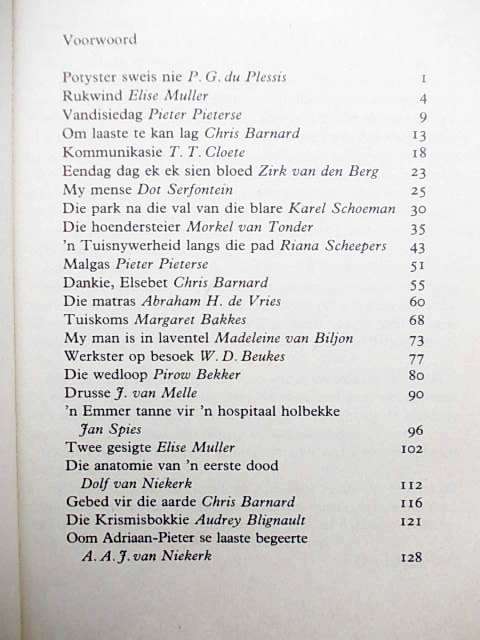 Voorwoord
Potyster sweis nie P. G. du Plessis 1
Rukwind Elise Muller 4
Vandisiedag Pieter Pieterse 9
Om laaste te kan lag Chris Barnard 13
Kommunikasie T. T. Cloete 18
Eendag dag ek ek sien bloed Zirk van den Berg 23
My mense Dot Serfontein 25
Die park na die val van die blare Karel Schoeman 30
Die hoendersteier Morkel van Tonder 35
'n Tuisnywerheid langs die pad Riana Scheepers 43
Malgas Pieter Pieterse 51
Dankie, Elsebet Chris Barnard 55
Die matras Abraham H. de Vries 60
Tuiskoms Margaret Bakkes 68
My man is in laventel Madeleine van Biljon 73
Werkster op besoek W. D. Beukes 77
Die wedloop Pirow Bekker 80
Drusse J. van Melle 90
'n Emmer tanne vir 'n hospitaal holbekke
Jan Spies 96
Twee gesigte Elise Muller 102
Die anatomie van 'n eerste dood
Dolf van Niekerk 112
Gebed vir die aarde Chris Barnard 116
Die Krismisbokkie Audrey Blignault 121
Oom Adriaan-Pieter se laaste begeerte
A. A. J. van Niekerk 128